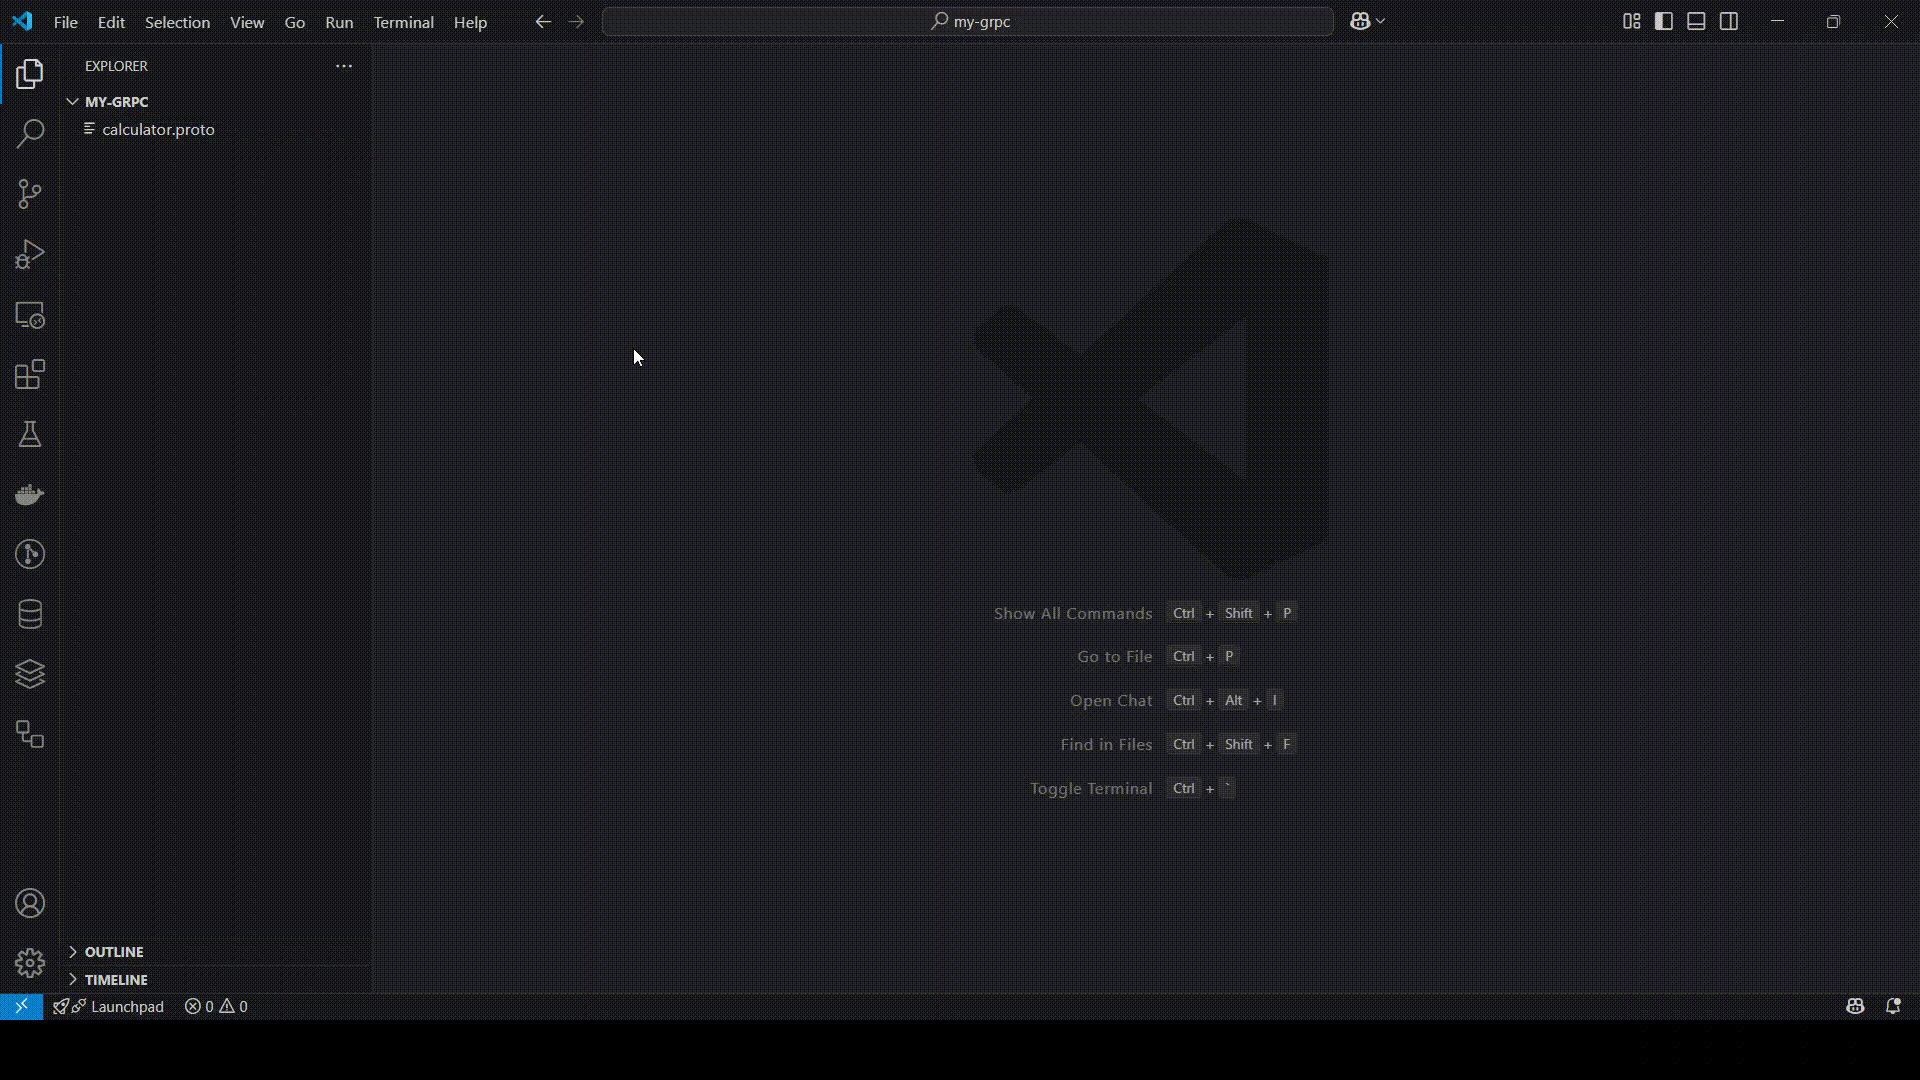 File Edit Selection View Go Run Terminal Help
my-grpc
EXPLORER
MY-GRPC
calculator.proto
Show All Commands Ctrl + Shift + P
Go to File Ctrl + P
Open Chat Ctrl + Alt + I
Find in Files Ctrl + Shift + F
Toggle Terminal Ctrl + `
OUTLINE
TIMELINE
Launchpad 0 0